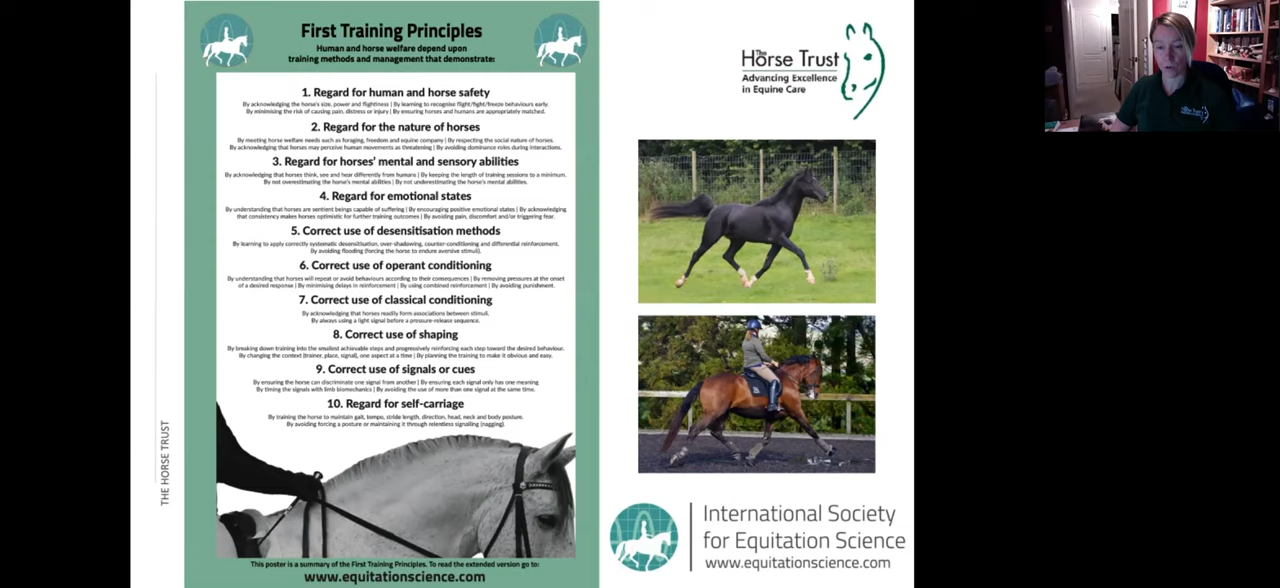 First Training Principles
Human and horse welfare depend upon
training methods and management that demonstrate:
1. Regard for human and horse safety
By acknowledging the horse's size, power and flightiness | By learning to recognise flight/fight/freeze behaviours early.
By minimising the risk of causing pain, distress or injury | By ensuring horses and humans are appropriately matched.
2. Regard for the nature of horses
By meeting horse welfare needs such as foraging, freedom and equine company | By respecting the social nature of horses.
By acknowledging that horses may perceive human movements as threatening | By avoiding dominance roles during interactions.
3. Regard for horses' mental and sensory abilities
By acknowledging that horses think, see and hear differently from humans | By keeping the length of training sessions to a minimum.
By not overestimating the horse's mental abilities | By not underestimating the horse's mental abilities.
4. Regard for emotional states
By understanding that horses are sentient beings capable of suffering | By encouraging positive emotional states | By acknowledging
that consistency makes horses optimistic for further training outcomes | By avoiding pain, discomfort and/or triggering fear.
5. Correct use of desensitisation methods
By learning to apply correctly systematic desensitisation, over-shadowing, counter-conditioning and differential reinforcement.
By avoiding flooding (forcing the horse to endure aversive stimuli).
6. Correct use of operant conditioning
By understanding that horses will repeat or avoid behaviours according to their consequences | By removing pressures at the onset
of a desired response | By minimising delays in reinforcement | By using combined reinforcement | By avoiding punishment.
7. Correct use of classical conditioning
By acknowledging that horses readily form associations between stimuli.
By always using a light signal before a pressure-release sequence.
8. Correct use of shaping
By breaking down training into the smallest achievable steps and progressively reinforcing each step toward the desired behaviour.
By changing the context (trainer, place, signal), one aspect at a time | By planning the training to make it obvious and easy.
9. Correct use of signals or cues
By ensuring the horse can discriminate one signal from another | By ensuring each signal only has one meaning
By timing the signals with limb biomechanics | By avoiding the use of more than one signal at the same time.
10. Regard for self-carriage
By training the horse to maintain gait, tempo, stride length, direction, head, neck and body posture.
By avoiding forcing a posture or maintaining it through relentless signalling (nagging).
This poster is a summary of the First Training Principles. To read the extended version go to:
www.equitationscience.com
THE HORSE TRUST
The
Horse Trust
Advancing Excellence
in Equine Care
International Society
for Equitation Science
www.equitationscience.com